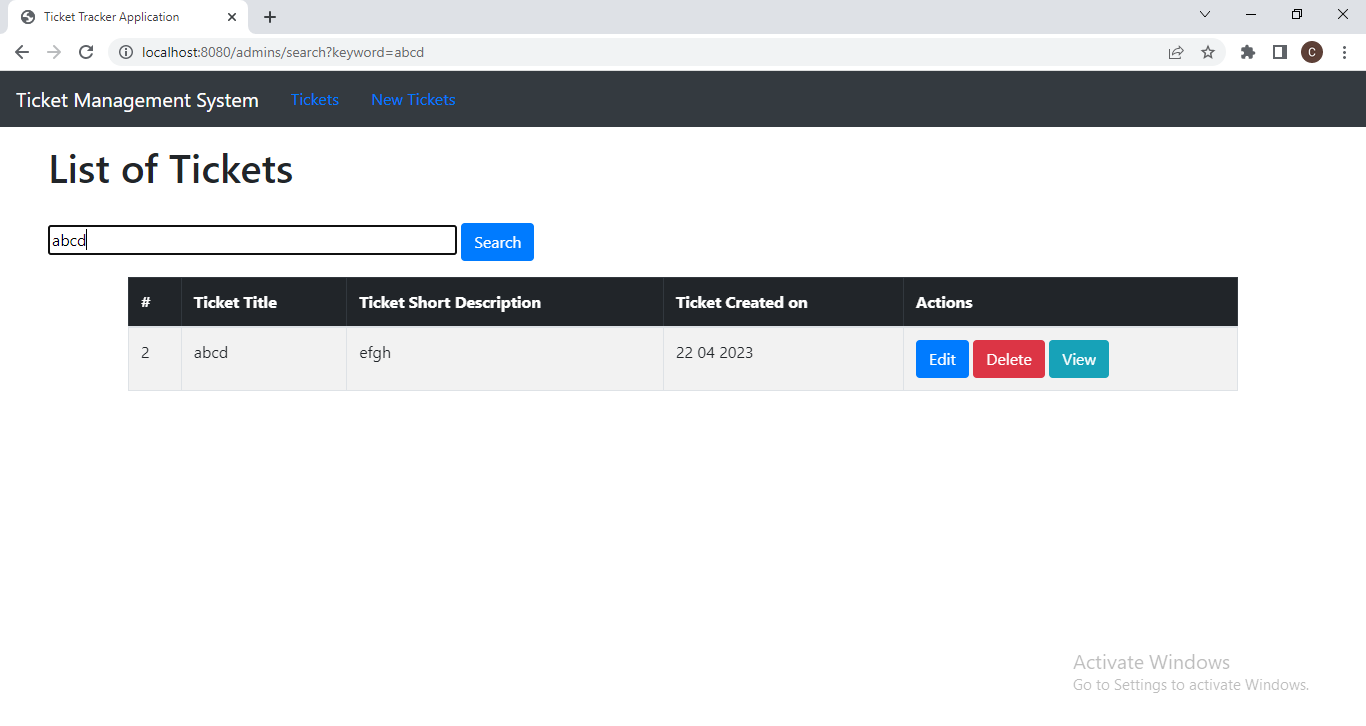 Ticket Tracker Application
localhost:8080/admins/search?keyword=abcd
C
Ticket Management System Tickets New Tickets
List of Tickets
abcd Search
# Ticket Title Ticket Short Description Ticket Created on Actions
2 abcd efgh 22 04 2023 Edit Delete View
Activate Windows
Go to Settings to activate Windows.